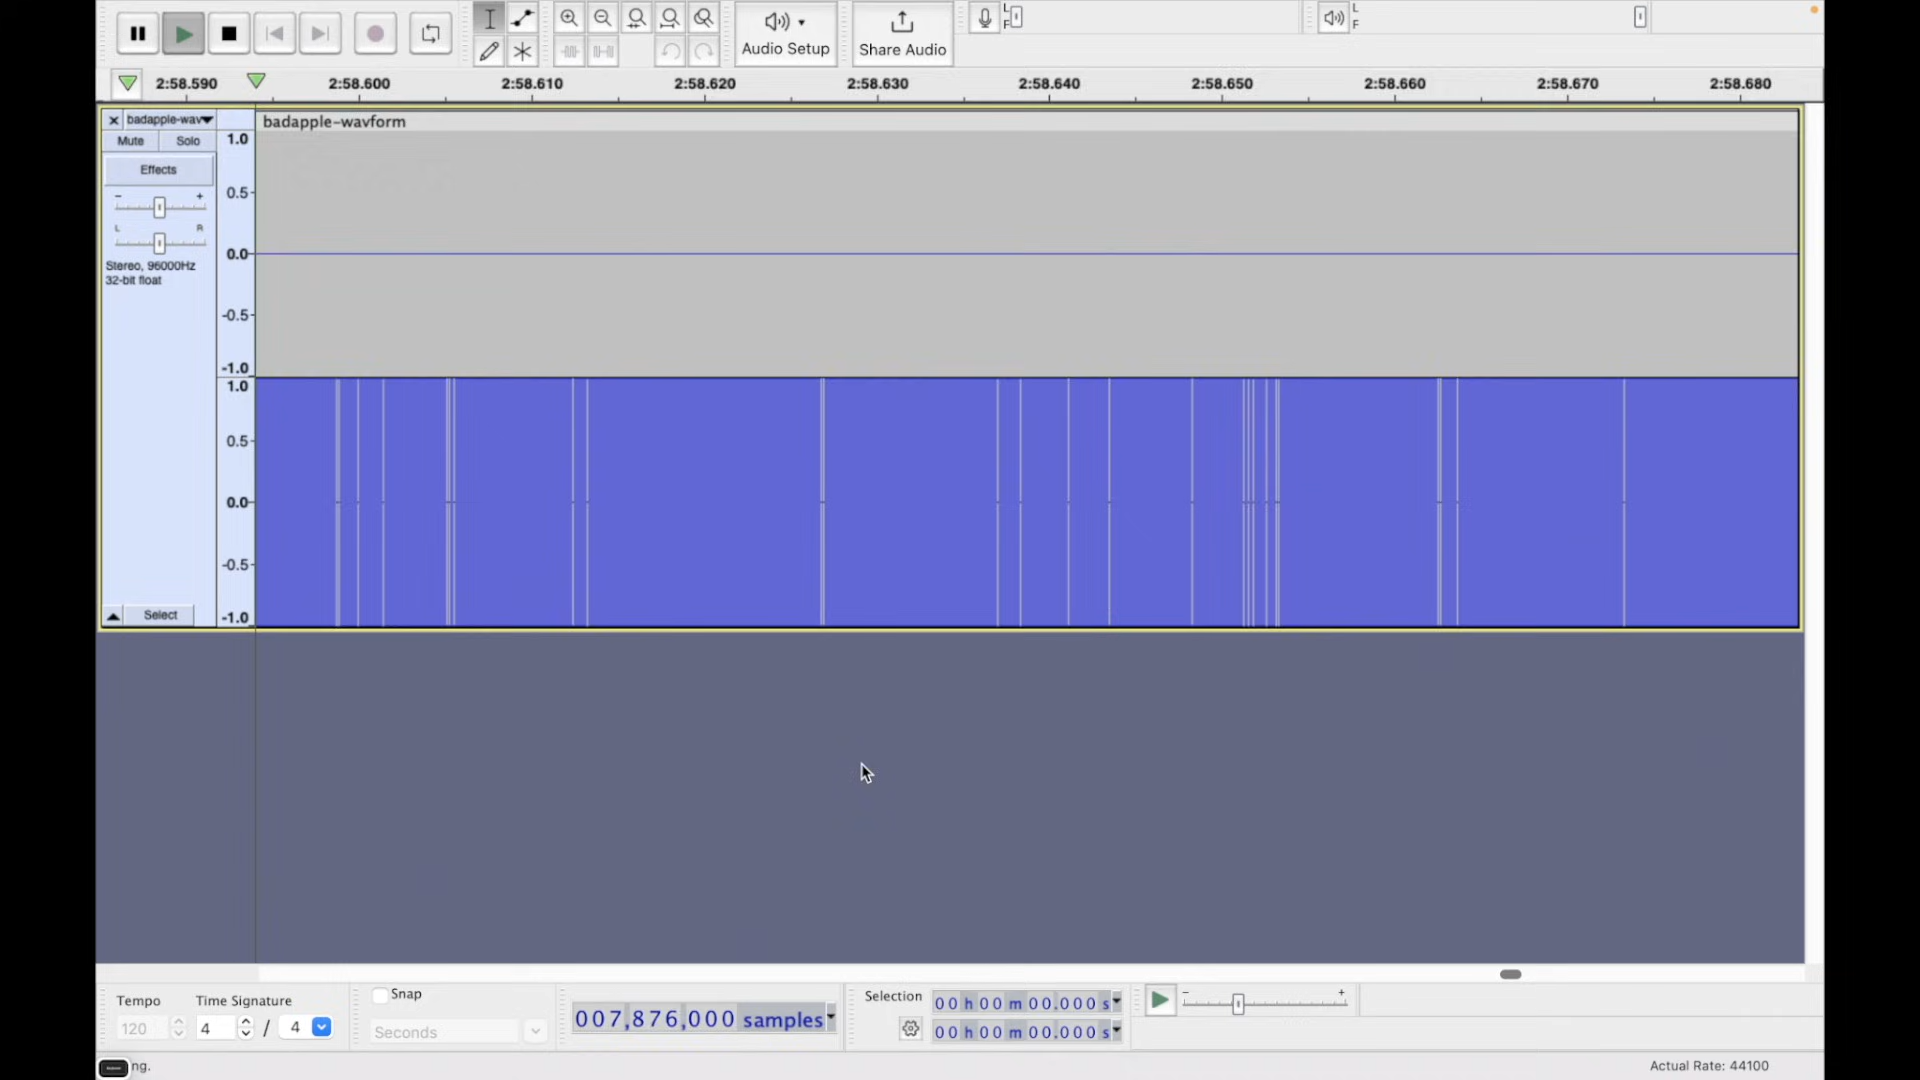 Audio Setup
Share Audio
L
F
L
F
2:58.590 2:58.600 2:58.610 2:58.620 2:58.630 2:58.640 2:58.650 2:58.660 2:58.670 2:58.680
badapple-wav
badapple-wavform
Mute Solo
Effects
- +
L R
Stereo, 96000Hz
32-bit float
Select
1.0
0.5
0.0
-0.5
-1.0
1.0
0.5
0.0
-0.5
-1.0
Tempo
120
Time Signature
4 / 4
Snap
Seconds
007,876,000 samples
Selection
00 h 00 m 00.000 s
00 h 00 m 00.000 s
- +
ng.
Actual Rate: 44100